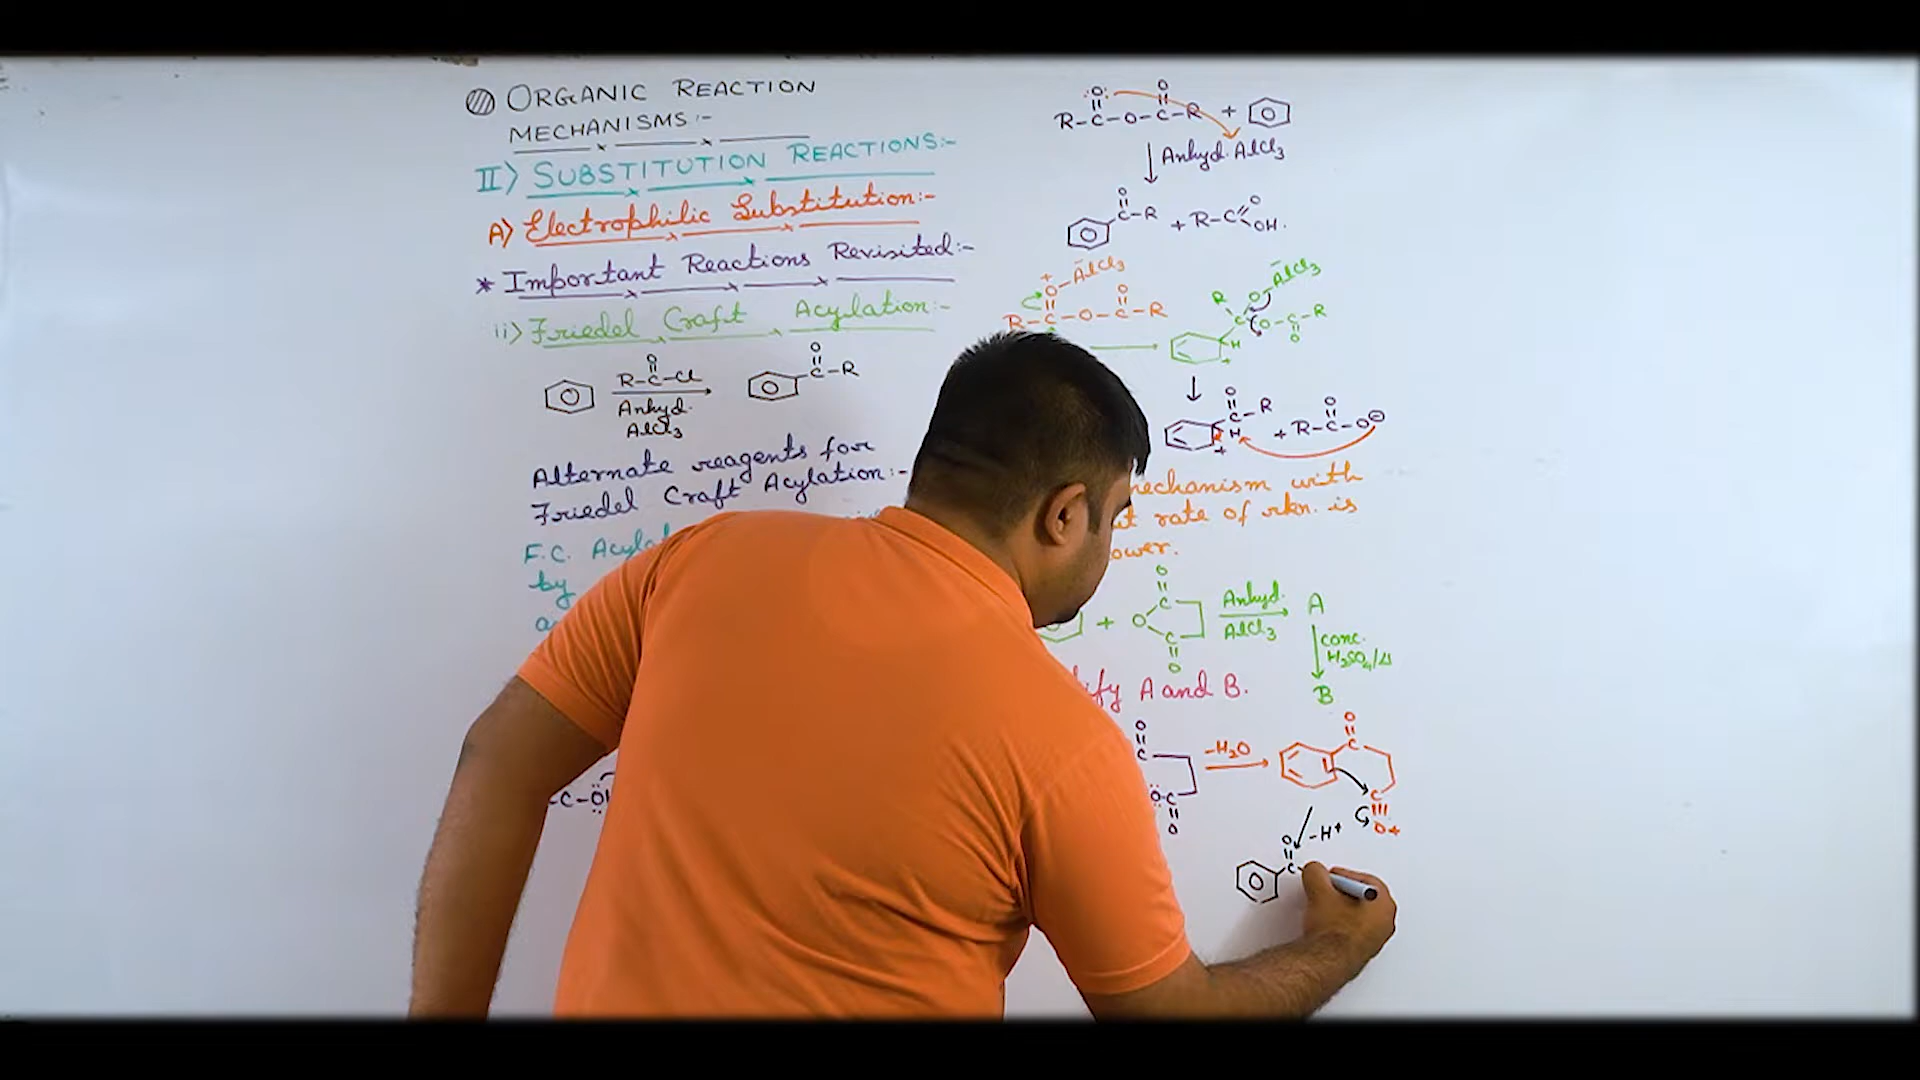 ORGANIC REACTION
MECHANISMS :-
II) SUBSTITUTION REACTIONS:-
A) Electrophilic Substitution:-
* Important Reactions Revisited:-
ii) Friedel Craft Acylation:-
R-C-Cl
O
Anhyd.
AlCl3
O
C-R
Alternate reagents for
Friedel Craft Acylation:-
F.C. Acylat
by
-C-O
O O
R-C-O-C-R +
Anhyd. AlCl3
O
C-R + R-C
O
OH.
+
O-AlCl3
O
R-C-O-C-R
R O-AlCl3
C O-C-R
O
H
+
O
C-R
H
+
+ R-C-O⊖
O
mechanism with
rate of rxn. is
ower.
+ O
C
O
C
O
Anhyd.
AlCl3
A
conc.
H2SO4/Δ
B
ify A and B.
O
C
O
C
O
-H2O
O
C
C
O+
-H+
O
C